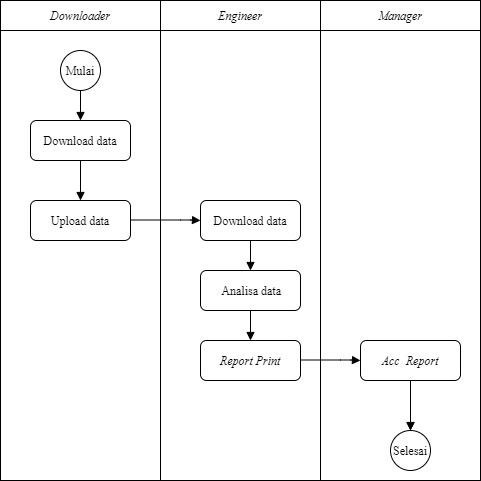 Downloader
Engineer
Manager
Mulai
Download data
Upload data
Download data
Analisa data
Report Print
Acc Report
Selesai